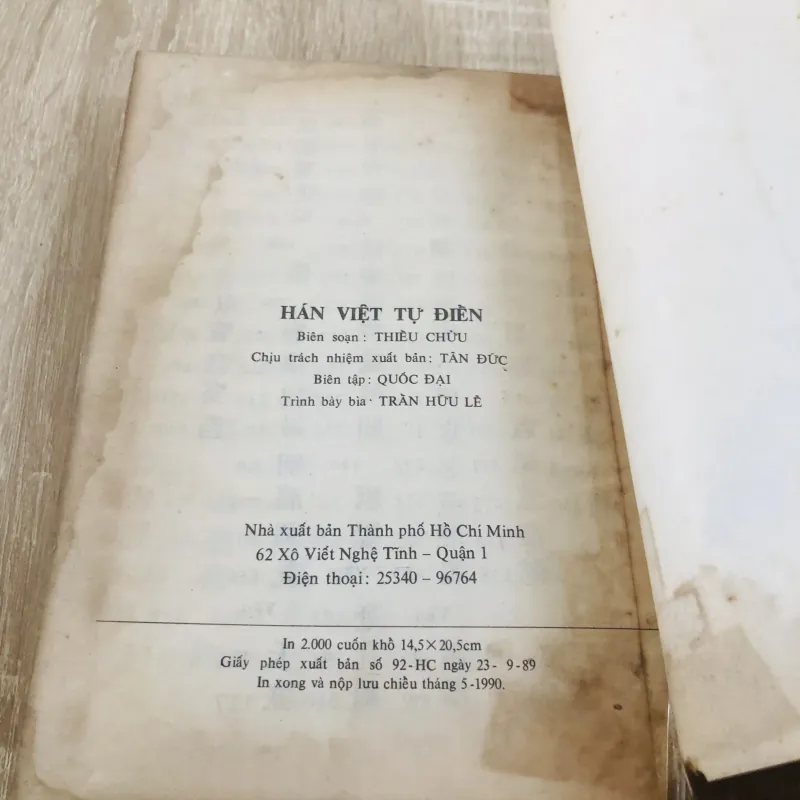 HÁN VIỆT TỰ ĐIỂN
Biên soạn : THIỀU CHỬU
Chịu trách nhiệm xuất bản: TÂN ĐỨC
Biên tập: QUỐC ĐẠI
Trình bày bìa· TRẦN HỮU LÊ
Nhà xuất bản Thành phố Hồ Chí Minh
62 Xô Viết Nghệ Tĩnh – Quận 1
Điện thoại: 25340 – 96764
In 2.000 cuốn khổ 14,5×20,5cm
Giấy phép xuất bản số 92-HC ngày 23- 9-89
In xong và nộp lưu chiểu tháng 5-1990.